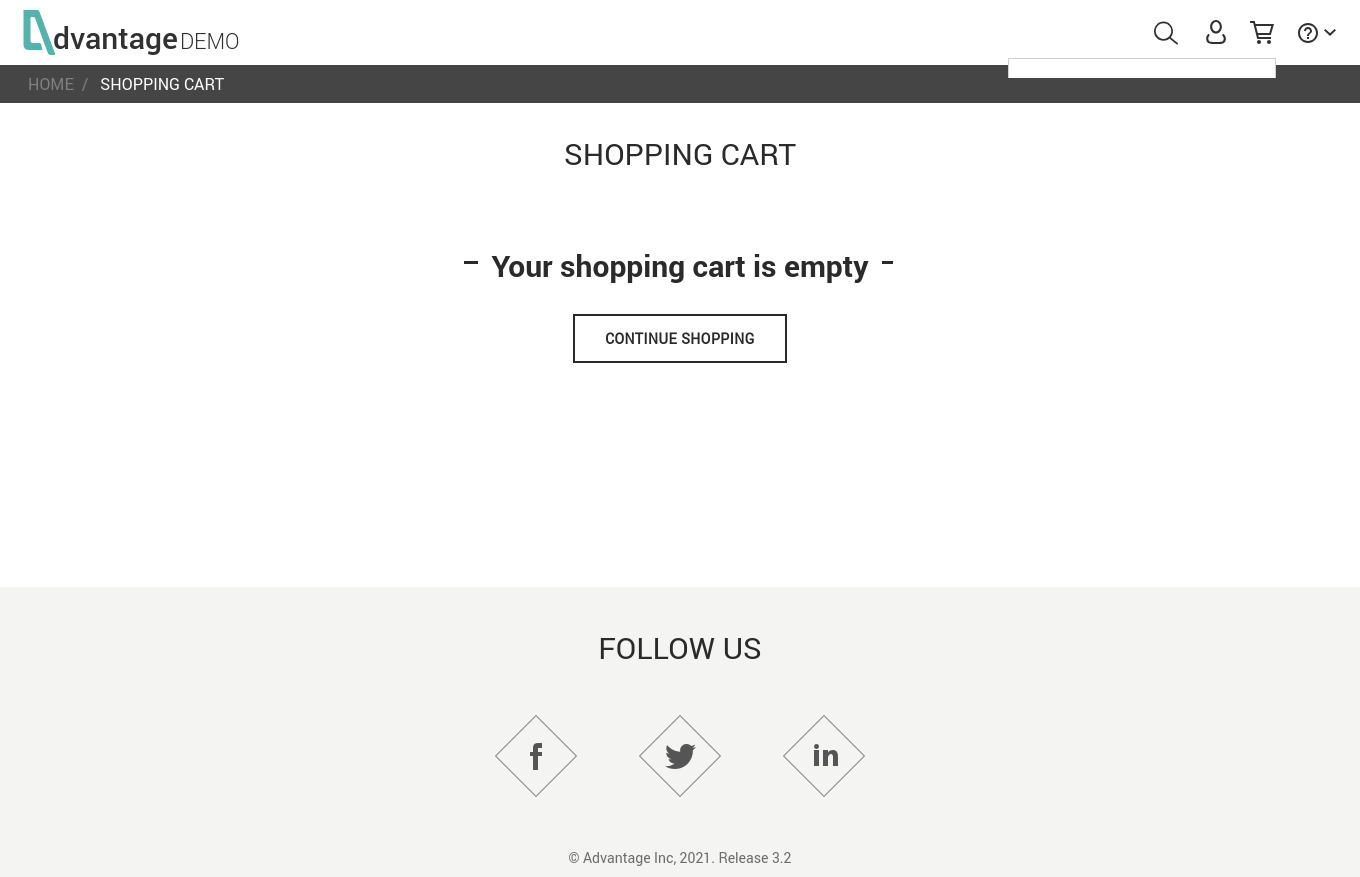 dvantage DEMO
HOME / SHOPPING CART
SHOPPING CART
– Your shopping cart is empty –
CONTINUE SHOPPING
FOLLOW US
f
in
© Advantage Inc, 2021. Release 3.2